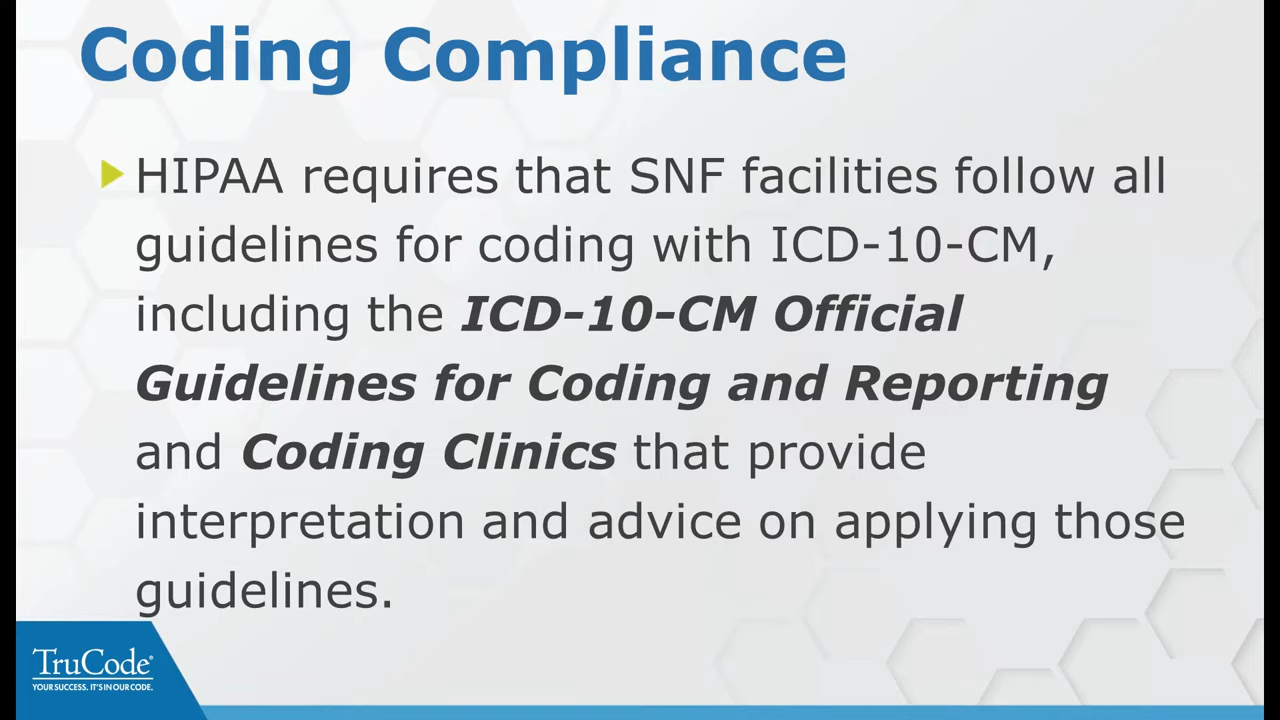 Coding Compliance
HIPAA requires that SNF facilities follow all
guidelines for coding with ICD-10-CM,
including the ICD-10-CM Official
Guidelines for Coding and Reporting
and Coding Clinics that provide
interpretation and advice on applying those
guidelines.
TruCode®
YOUR SUCCESS. IT'S IN OUR CODE.